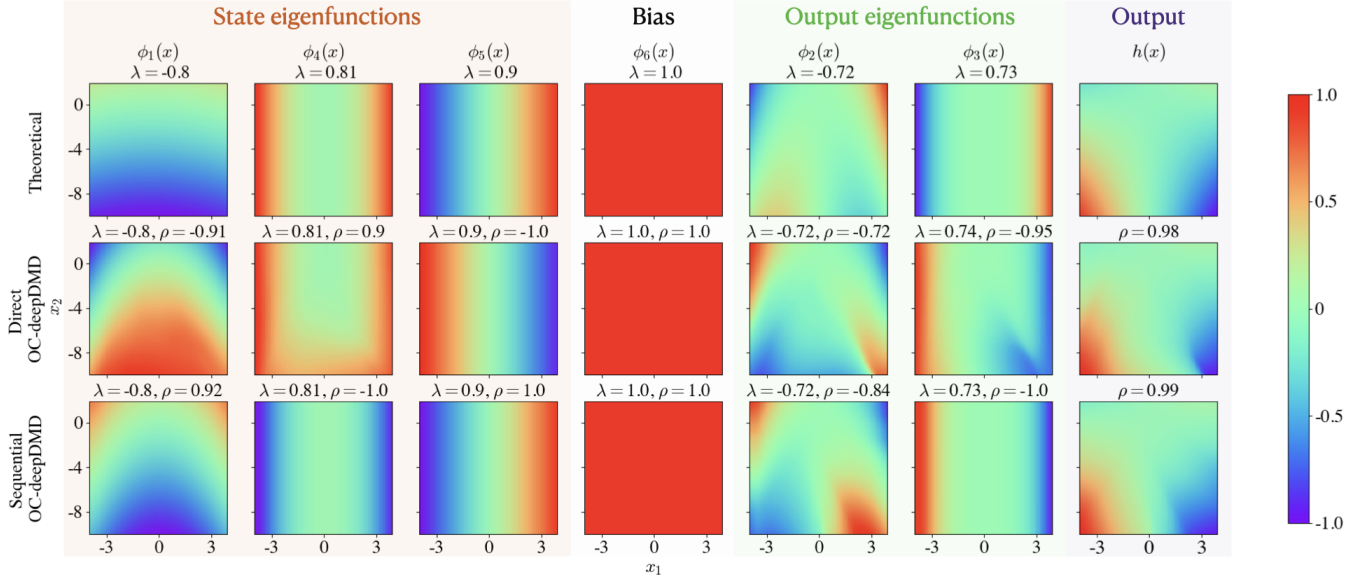 State eigenfunctions Bias Output eigenfunctions Output
ϕ₁(x) ϕ₄(x) ϕ₅(x) ϕ₆(x) ϕ₂(x) ϕ₃(x) h(x)
λ = -0.8 λ = 0.81 λ = 0.9 λ = 1.0 λ = -0.72 λ = 0.73
Theoretical
0
-4
-8
λ = -0.8, ρ = -0.91 λ = 0.81, ρ = 0.9 λ = 0.9, ρ = -1.0 λ = 1.0, ρ = 1.0 λ = -0.72, ρ = -0.72 λ = 0.74, ρ = -0.95 ρ = 0.98
Direct
OC-deepDMD
x₂
0
-4
-8
λ = -0.8, ρ = 0.92 λ = 0.81, ρ = -1.0 λ = 0.9, ρ = 1.0 λ = 1.0, ρ = 1.0 λ = -0.72, ρ = -0.84 λ = 0.73, ρ = -1.0 ρ = 0.99
Sequential
OC-deepDMD
0
-4
-8
-3 0 3 -3 0 3 -3 0 3 -3 0 3 -3 0 3 -3 0 3 -3 0 3
x₁
1.0
0.5
0
-0.5
-1.0